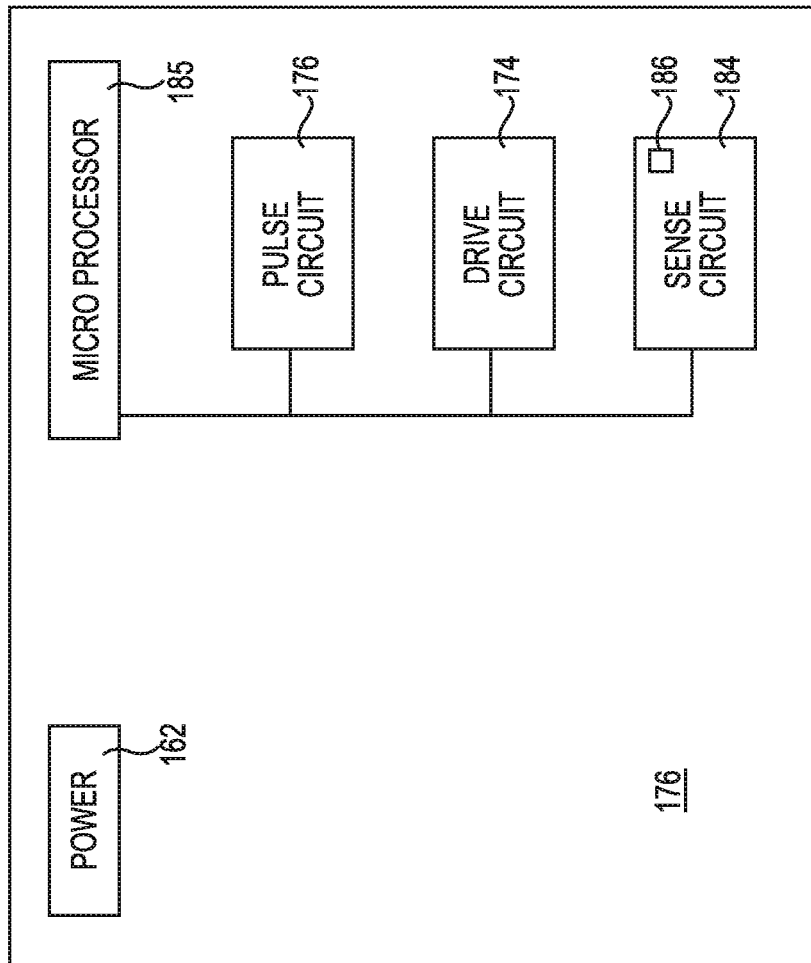 POWER
162
MICRO PROCESSOR
185
PULSE
CIRCUIT
176
DRIVE
CIRCUIT
174
SENSE
CIRCUIT
186
184
176